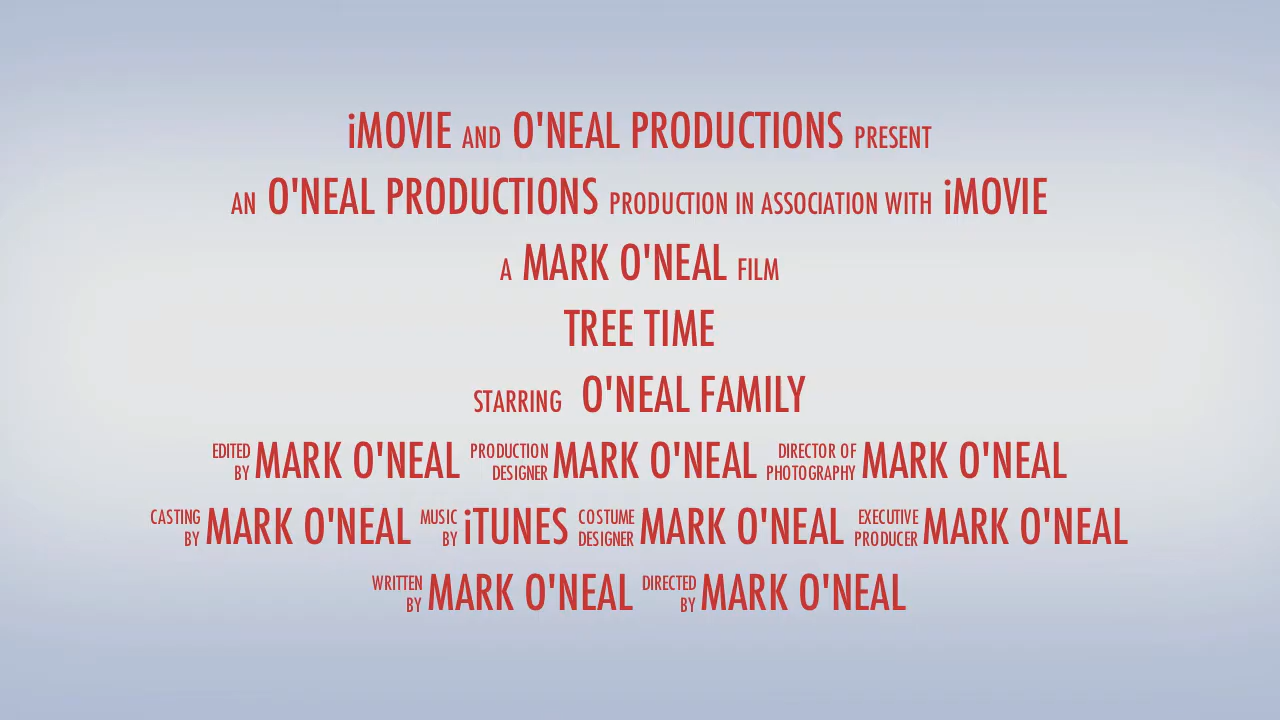 iMOVIE AND O'NEAL PRODUCTIONS PRESENT
AN O'NEAL PRODUCTIONS PRODUCTION IN ASSOCIATION WITH iMOVIE
A MARK O'NEAL FILM
TREE TIME
STARRING O'NEAL FAMILY
EDITED BY MARK O'NEAL PRODUCTION DESIGNER MARK O'NEAL DIRECTOR OF PHOTOGRAPHY MARK O'NEAL
CASTING BY MARK O'NEAL MUSIC BY iTUNES COSTUME DESIGNER MARK O'NEAL EXECUTIVE PRODUCER MARK O'NEAL
WRITTEN BY MARK O'NEAL DIRECTED BY MARK O'NEAL